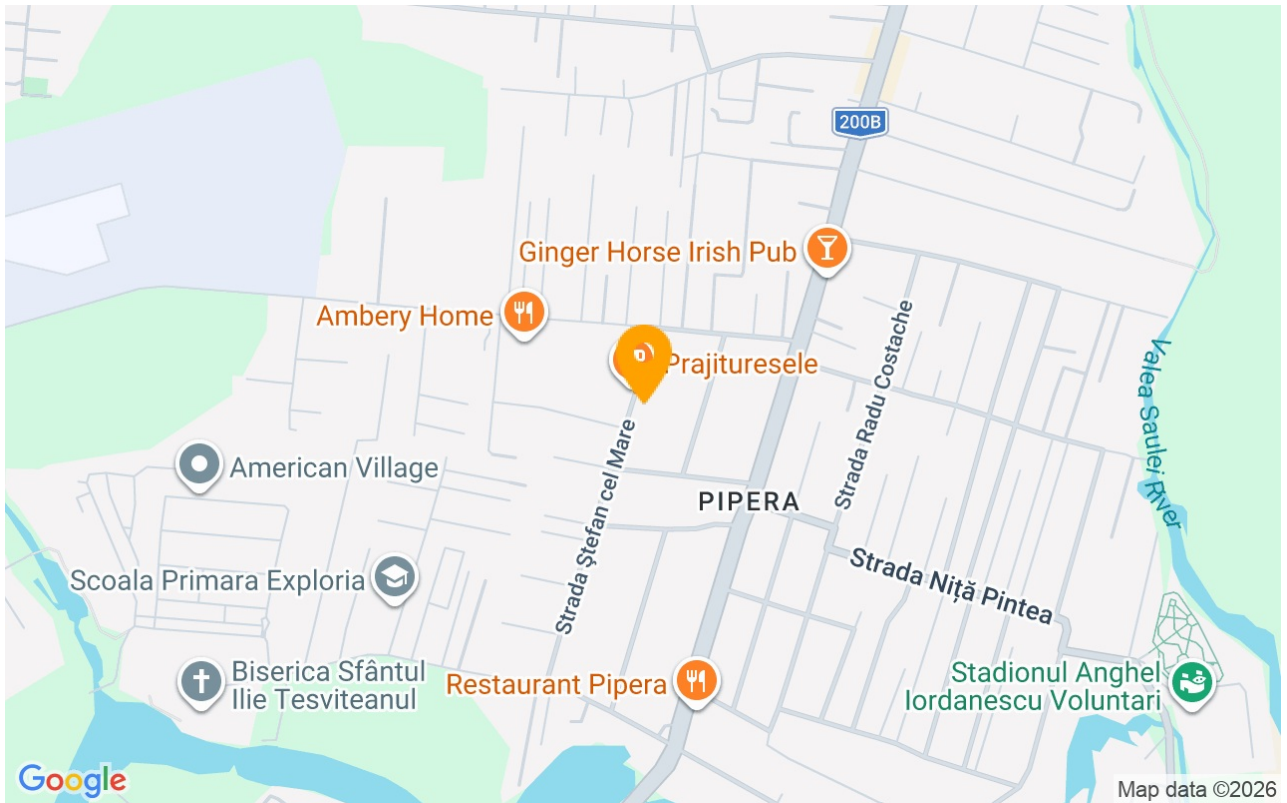 200B
Ginger Horse Irish Pub
Ambery Home
Prajituresele
Strada Radu Costache
Valea Saulei River
Strada Ştefan cel Mare
American Village
PIPERA
Strada Niță Pintea
Scoala Primara Exploria
Biserica Sfântul
Ilie Tesviteanul
Restaurant Pipera
Stadionul Anghel
Iordanescu Voluntari
Google
Map data ©2026